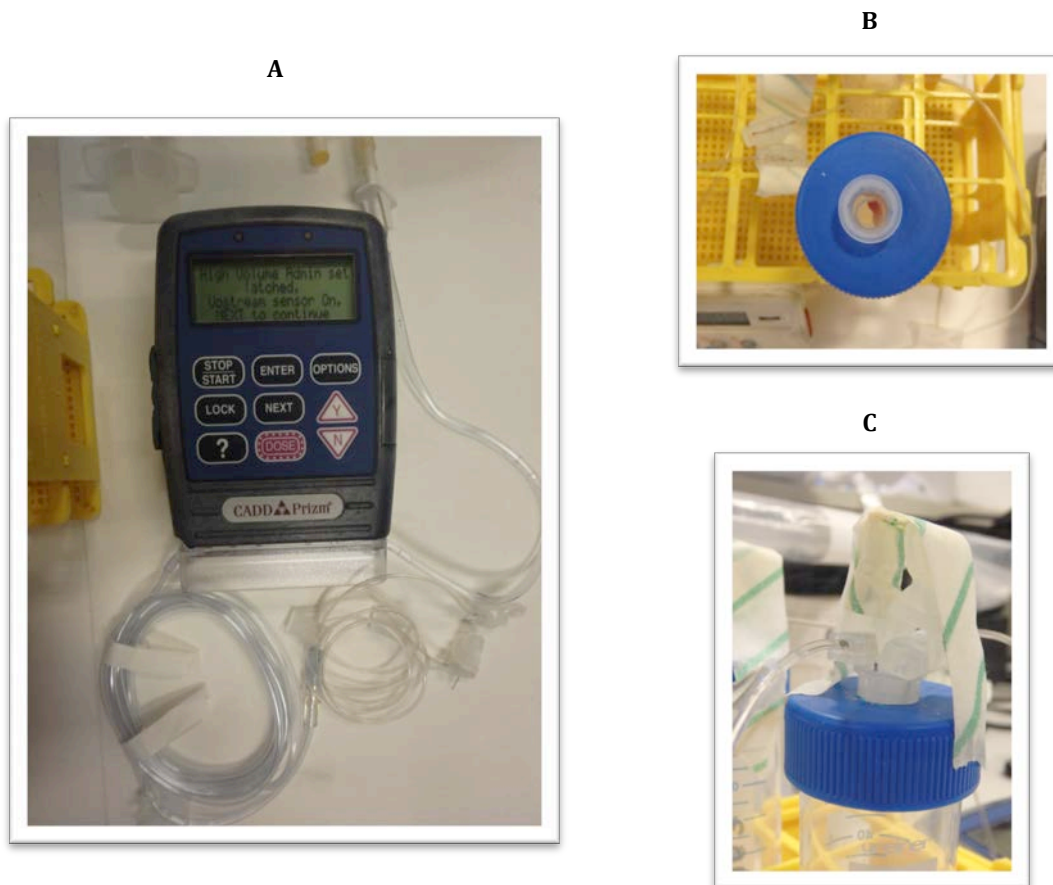 A
B
C
High Volume Admin set
latched,
Upstream sensor On,
NEXT to continue
STOP
START
ENTER
OPTIONS
LOCK
NEXT
Y
?
DOSE
N
CADD Prizm